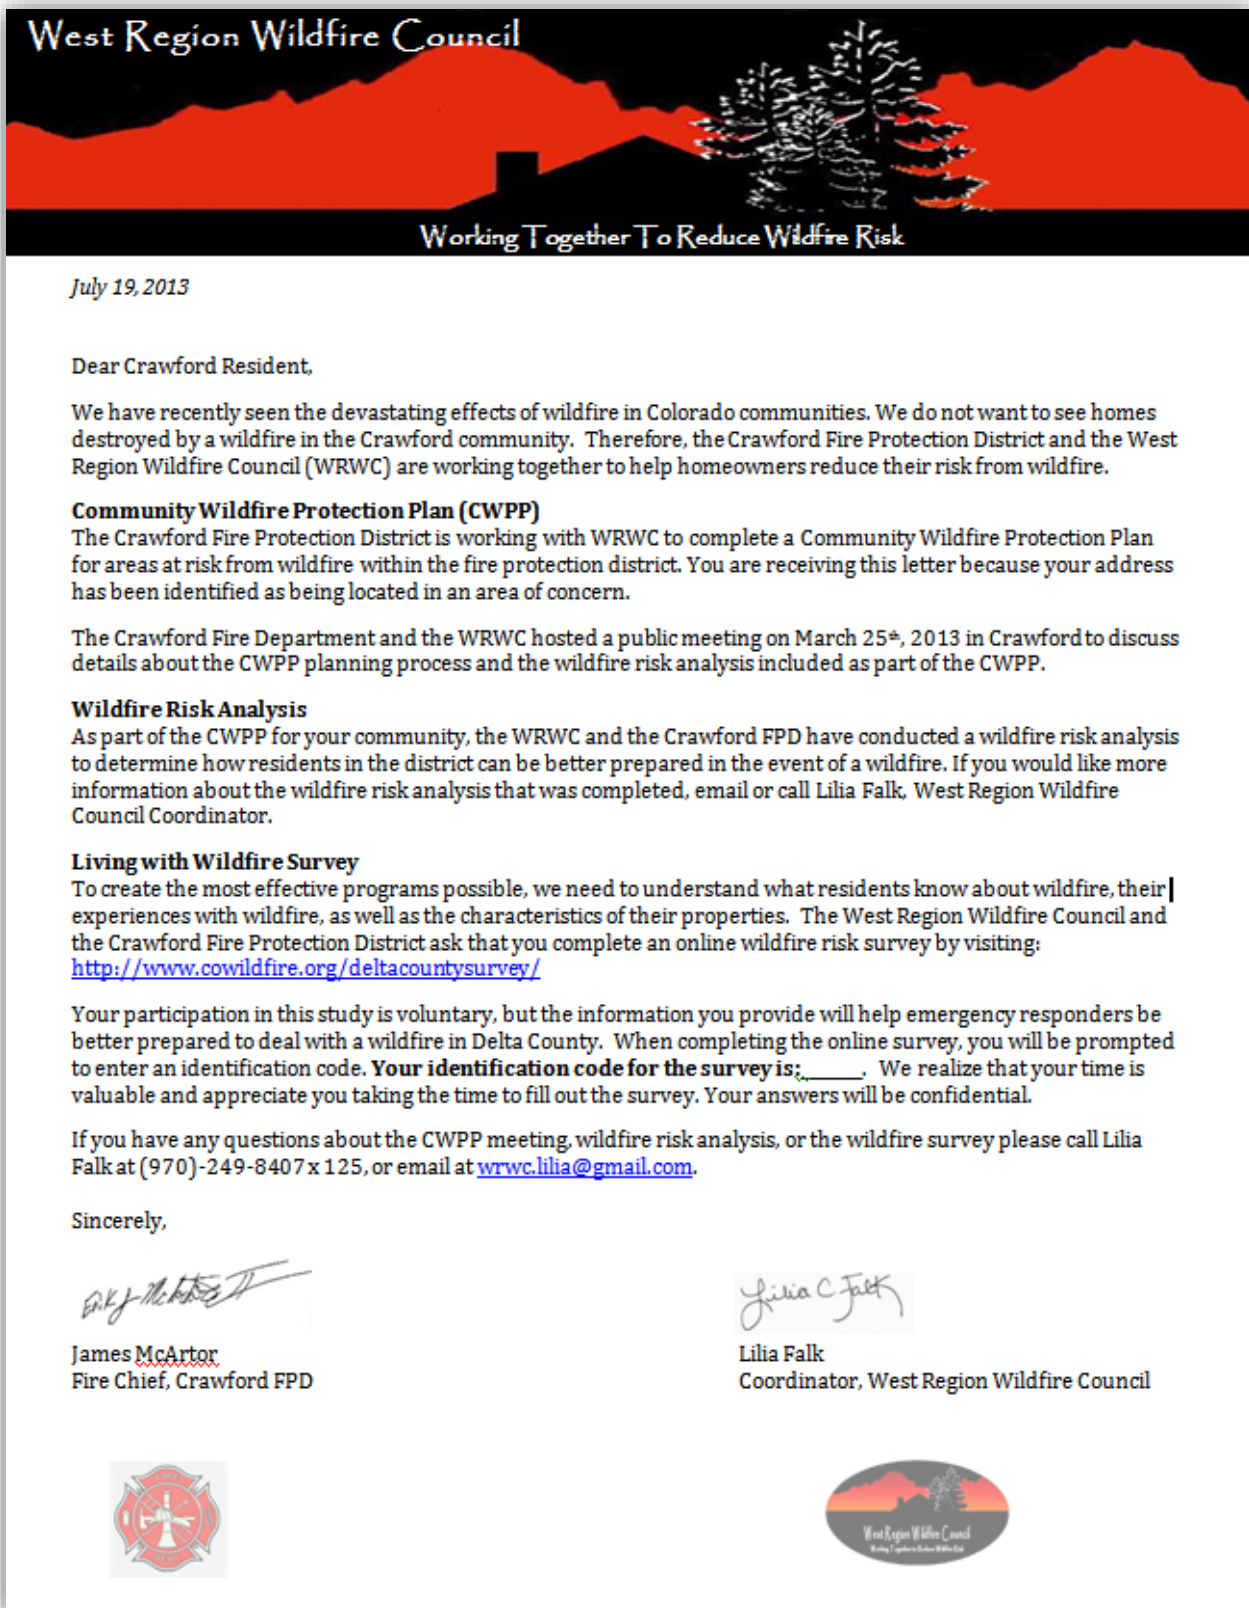 West Region Wildfire Council
Working Together To Reduce Wildfire Risk
July 19, 2013
Dear Crawford Resident,
We have recently seen the devastating effects of wildfire in Colorado communities. We do not want to see homes
destroyed by a wildfire in the Crawford community.  Therefore, the Crawford Fire Protection District and the West
Region Wildfire Council (WRWC) are working together to help homeowners reduce their risk from wildfire.
Community Wildfire Protection Plan (CWPP)
The Crawford Fire Protection District is working with WRWC to complete a Community Wildfire Protection Plan
for areas at risk from wildfire within the fire protection district. You are receiving this letter because your address
has been identified as being located in an area of concern.
The Crawford Fire Department and the WRWC hosted a public meeting on March 25th, 2013 in Crawford to discuss
details about the CWPP planning process and the wildfire risk analysis included as part of the CWPP.
Wildfire Risk Analysis
As part of the CWPP for your community, the WRWC and the Crawford FPD have conducted a wildfire risk analysis
to determine how residents in the district can be better prepared in the event of a wildfire. If you would like more
information about the wildfire risk analysis that was completed, email or call Lilia Falk, West Region Wildfire
Council Coordinator.
Living with Wildfire Survey
To create the most effective programs possible, we need to understand what residents know about wildfire, their
experiences with wildfire, as well as the characteristics of their properties.  The West Region Wildfire Council and
the Crawford Fire Protection District ask that you complete an online wildfire risk survey by visiting:
http://www.cowildfire.org/deltacountysurvey/
Your participation in this study is voluntary, but the information you provide will help emergency responders be
better prepared to deal with a wildfire in Delta County.  When completing the online survey, you will be prompted
to enter an identification code. Your identification code for the survey is:______.  We realize that your time is
valuable and appreciate you taking the time to fill out the survey. Your answers will be confidential.
If you have any questions about the CWPP meeting, wildfire risk analysis, or the wildfire survey please call Lilia
Falk at (970)-249-8407 x 125, or email at wrwc.lilia@gmail.com.
Sincerely,
Lilia C Falk
James McArtor
Lilia Falk
Fire Chief, Crawford FPD
Coordinator, West Region Wildfire Council
West Region Wildfire Council
Working Together to Reduce Wildfire Risk